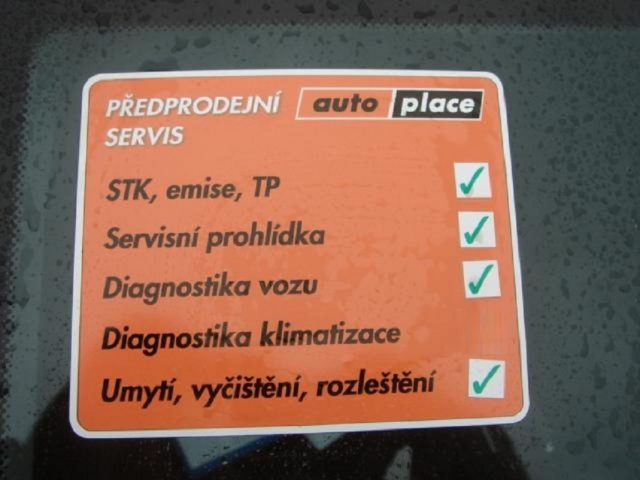 PŘEDPRODEJNÍ auto place
SERVIS
STK, emise, TP
Servisní prohlídka
Diagnostika vozu
Diagnostika klimatizace
Umytí, vyčištění, rozleštění